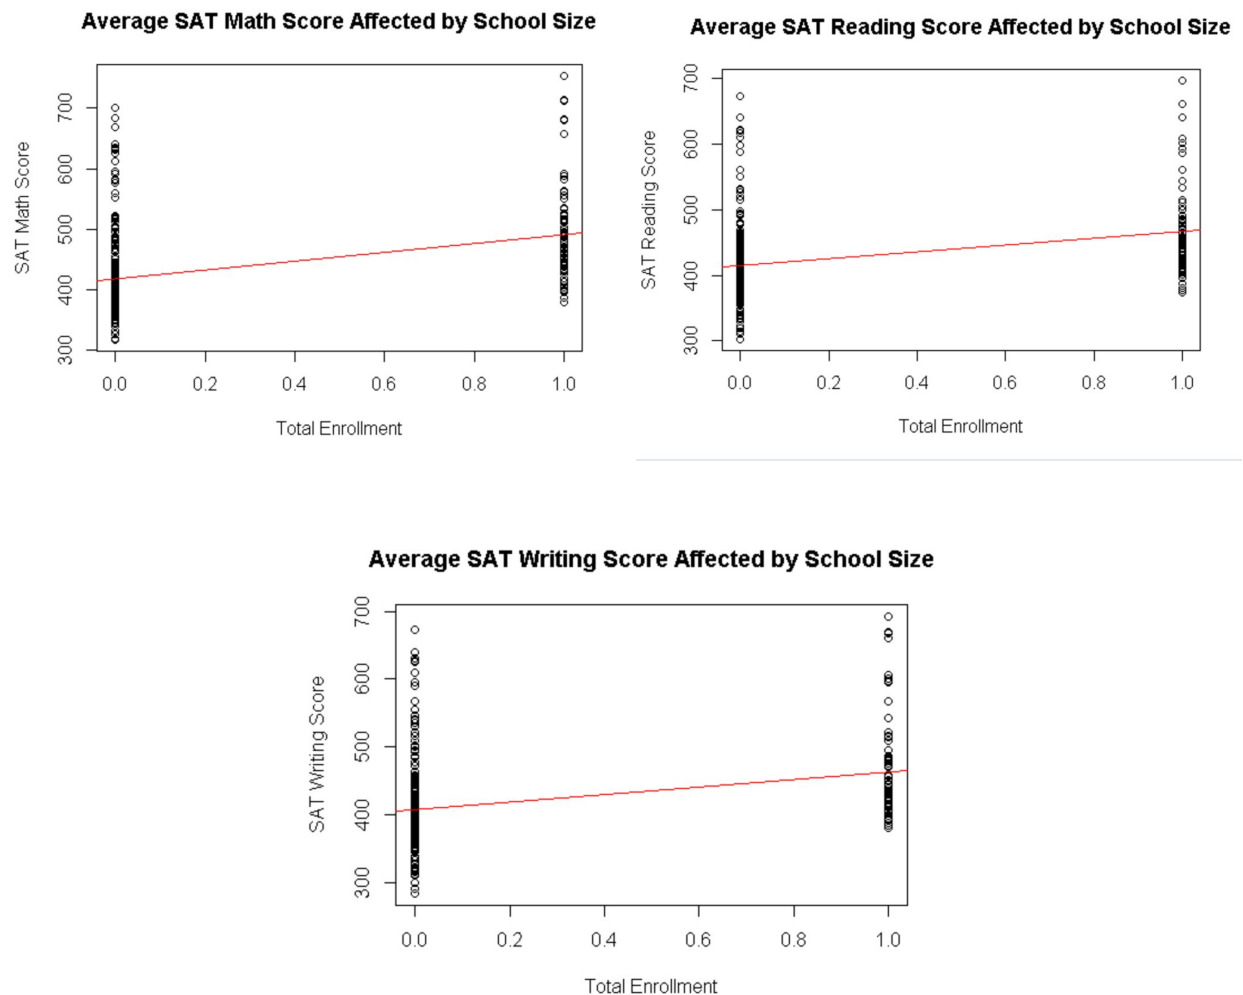 Average SAT Math Score Affected by School Size
SAT Math Score
700
600
500
400
300
0.0 0.2 0.4 0.6 0.8 1.0
Total Enrollment
Average SAT Reading Score Affected by School Size
SAT Reading Score
700
600
500
400
300
0.0 0.2 0.4 0.6 0.8 1.0
Total Enrollment
Average SAT Writing Score Affected by School Size
SAT Writing Score
700
600
500
400
300
0.0 0.2 0.4 0.6 0.8 1.0
Total Enrollment